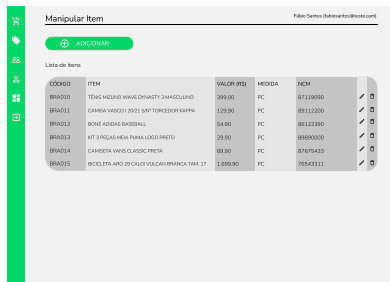 Manipular Item
Fábio Santos (fabiosantos@teste.com)
ADICIONAR
Lista de itens
CÓDIGO ITEM VALOR (R$) MEDIDA NCM
BRA010 TÊNIS MIZUNO WAVE DYNASTY 2 MASCULINO 399,00 PC 87119090
BRA011 CAMISA VASCO I 20/21 S/N° TORCEDOR KAPPA 129,90 PC 89112200
BRA012 BONÉ ADIDAS BASEBALL 54,90 PC 86122390
BRA013 KIT 3 PEÇAS MEIA PUMA LOGO PRETO 29,90 PC 89890000
BRA014 CAMISETA VANS CLASSIC PRETA 89,90 PC 87675433
BRA015 BICICLETA ARO 29 CALOI VULCAN BRANCA TAM. 17 1.699,90 PC 76543311